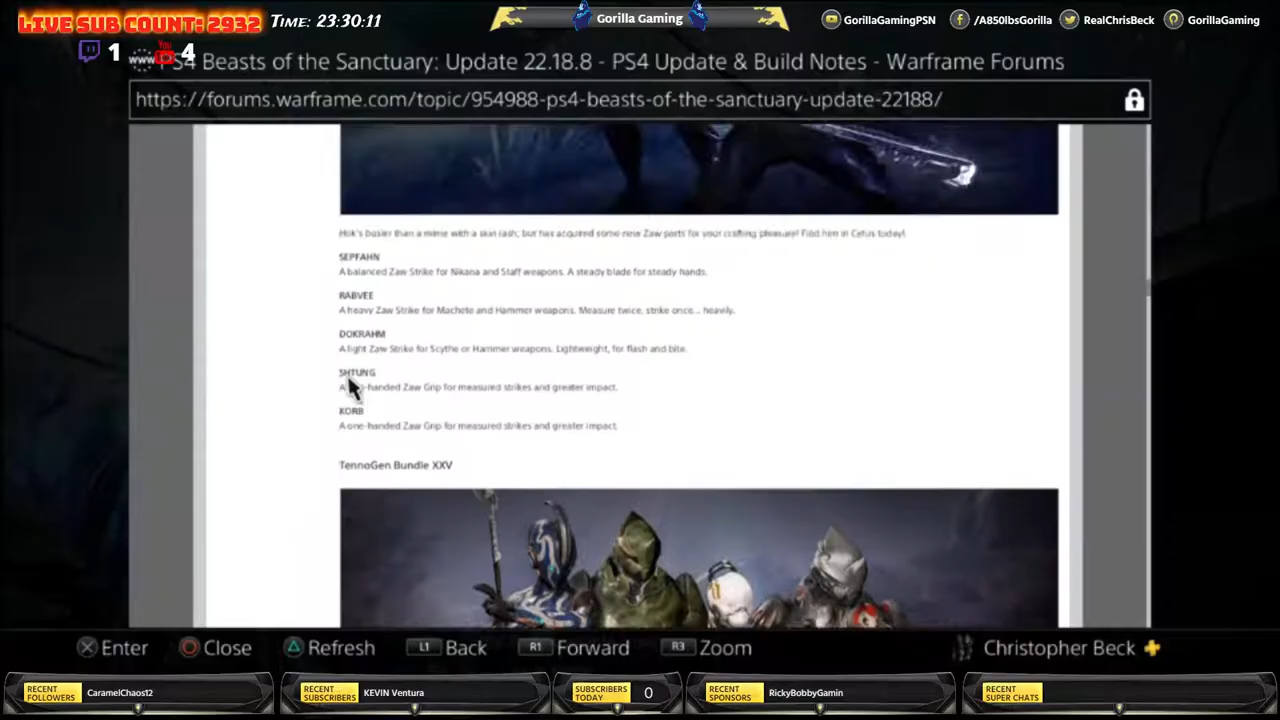 LIVE SUB COUNT: 2932
TIME: 23:30:11
Gorilla Gaming
GorillaGamingPSN
/A850lbsGorilla
RealChrisBeck
GorillaGaming
1
You
4
www
PS4 Beasts of the Sanctuary: Update 22.18.8 - PS4 Update & Build Notes - Warframe Forums
https://forums.warframe.com/topic/954988-ps4-beasts-of-the-sanctuary-update-22188/
Hok's busier than a mime with a skin rash, but has acquired some new Zaw parts for your crafting pleasure! Find him in Cetus today!
SEPFAHN
A balanced Zaw Strike for Nikana and Staff weapons. A steady blade for steady hands.
RABVEE
A heavy Zaw Strike for Machete and Hammer weapons. Measure twice, strike once... heavily.
DOKRAHM
A light Zaw Strike for Scythe or Hammer weapons. Lightweight, for flash and bite.
SHTUNG
A -handed Zaw Grip for measured strikes and greater impact.
KORB
A one-handed Zaw Grip for measured strikes and greater impact.
TennoGen Bundle XXV
Enter
Close
Refresh
L1 Back
R1 Forward
R3 Zoom
Christopher Beck
RECENT FOLLOWERS
CaramelChaos12
RECENT SUBSCRIBERS
KEVIN Ventura
SUBSCRIBERS TODAY
0
RECENT SPONSORS
RickyBobbyGamin
RECENT SUPER CHATS